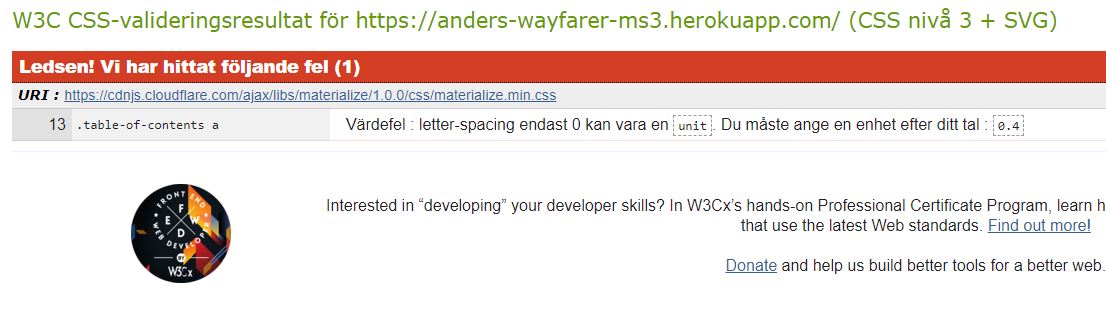 W3C CSS-valideringsresultat för https://anders-wayfarer-ms3.herokuapp.com/ (CSS nivå 3 + SVG)
Ledsen! Vi har hittat följande fel (1)
URI : https://cdnjs.cloudflare.com/ajax/libs/materialize/1.0.0/css/materialize.min.css
13 .table-of-contents a Värdefel : letter-spacing endast 0 kan vara en unit. Du måste ange en enhet efter ditt tal : 0.4
FRONT END
F
E W
D
WEB DEVELOPER
BY
W3Cx
Interested in “developing” your developer skills? In W3Cx’s hands-on Professional Certificate Program, learn h
that use the latest Web standards. Find out more!
Donate and help us build better tools for a better web.